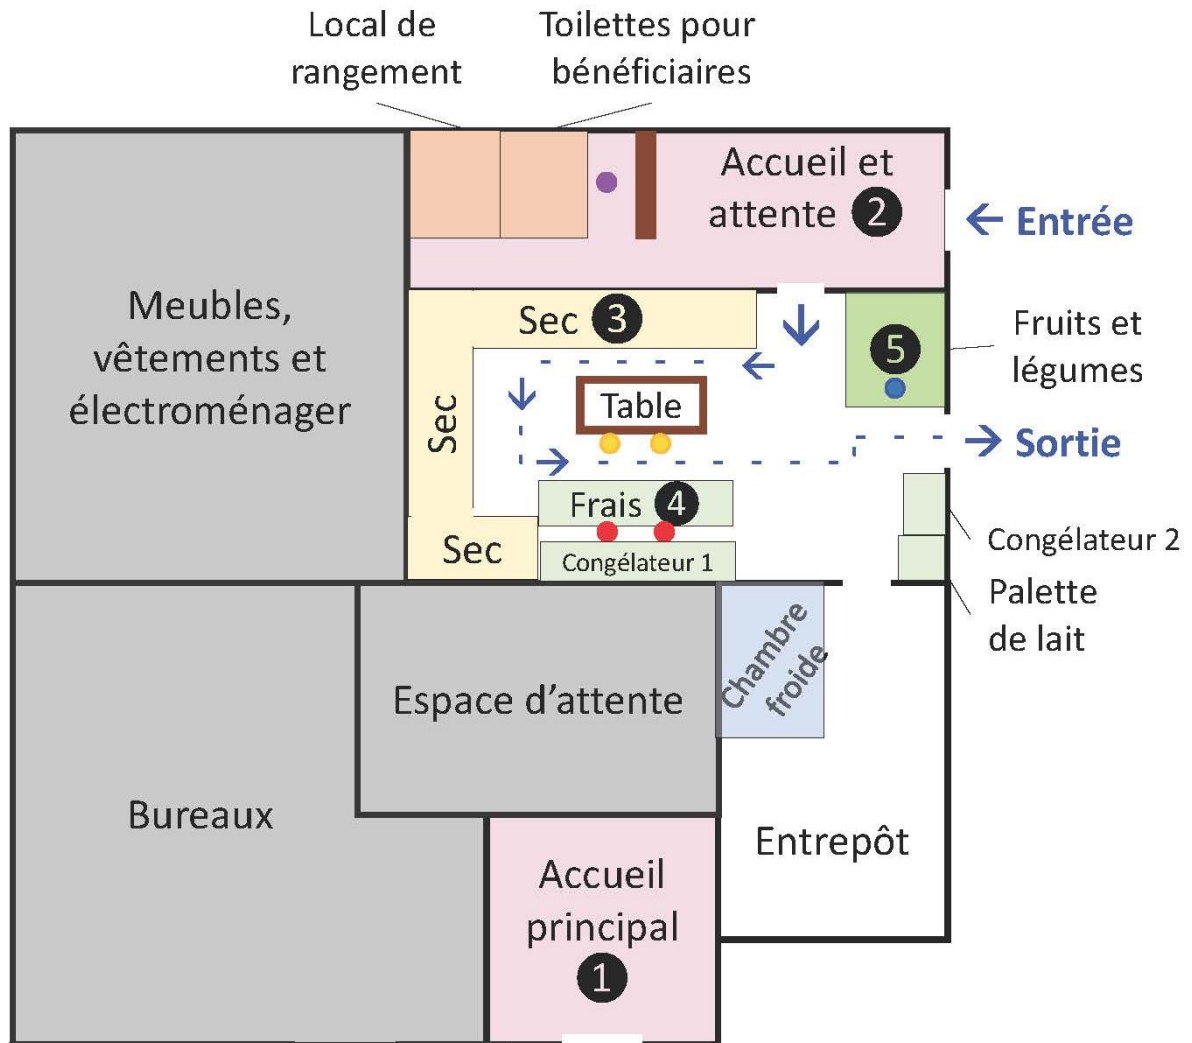 Local de
rangement
Toilettes pour
bénéficiaires
Accueil et
attente 2
← Entrée
Meubles,
vêtements et
électroménager
Sec 3
5
Fruits et
légumes
Sec
Table
→ Sortie
Frais 4
Sec
Congélateur 1
Congélateur 2
Palette
de lait
Chambre
froide
Espace d’attente
Bureaux
Entrepôt
Accueil
principal
1